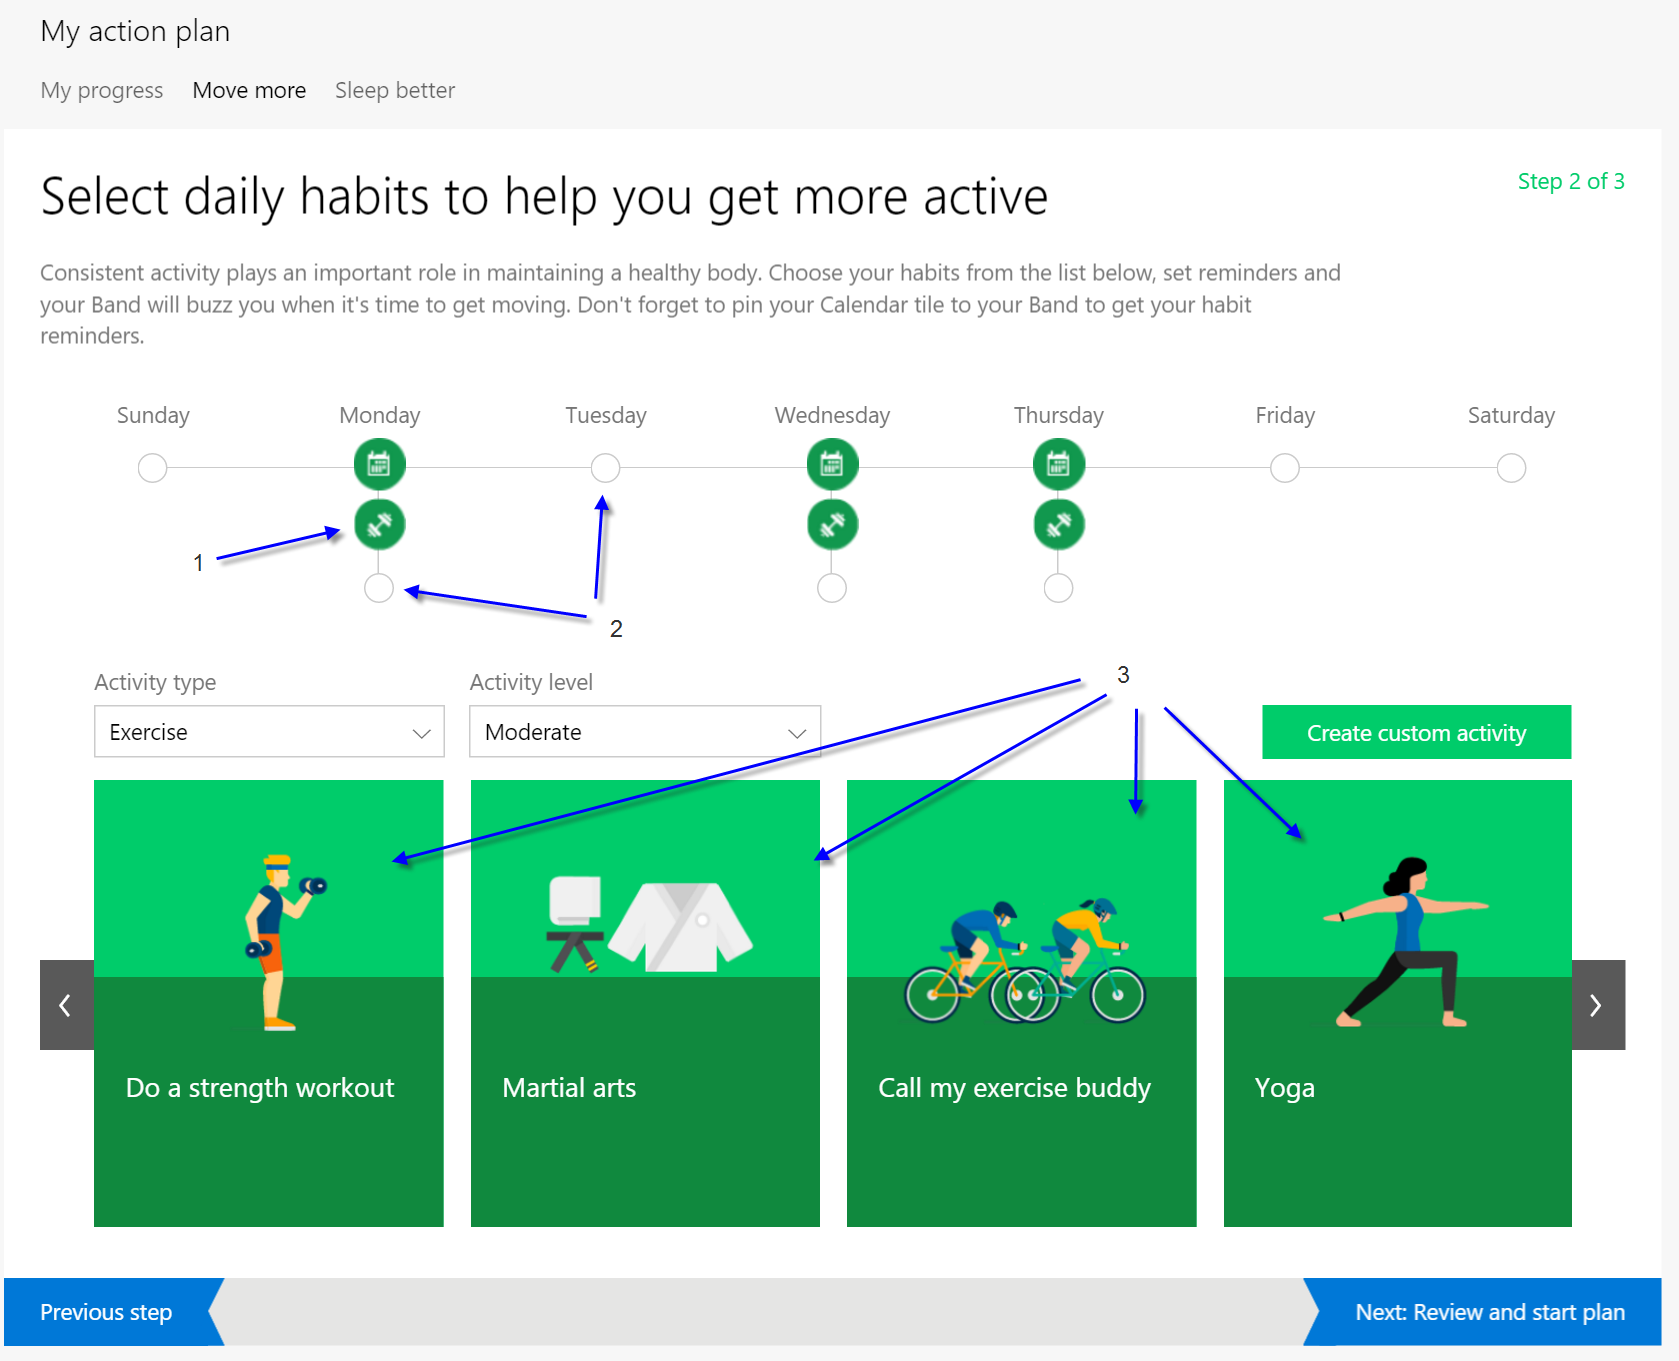 My action plan
My progress Move more Sleep better
Select daily habits to help you get more active
Step 2 of 3
Consistent activity plays an important role in maintaining a healthy body. Choose your habits from the list below, set reminders and
your Band will buzz you when it's time to get moving. Don't forget to pin your Calendar tile to your Band to get your habit
reminders.
Sunday Monday Tuesday Wednesday Thursday Friday Saturday
1
2
3
Activity type Activity level
Exercise Moderate Create custom activity
Do a strength workout Martial arts Call my exercise buddy Yoga
Previous step Next: Review and start plan